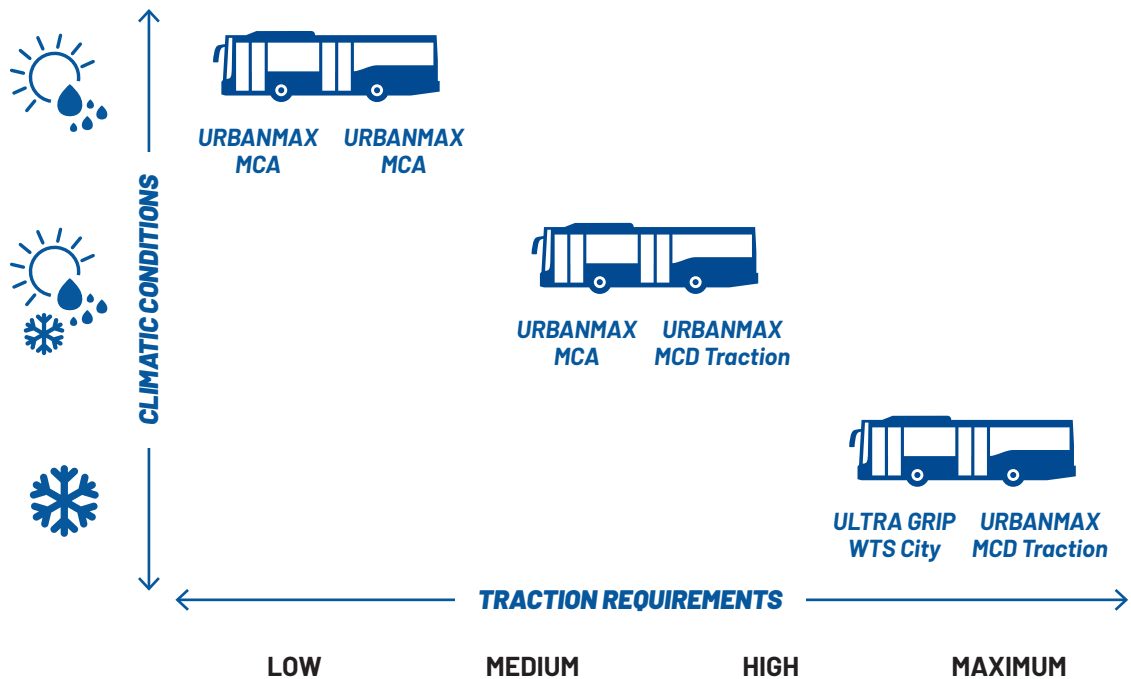 URBANMAX
MCA
URBANMAX
MCA
CLIMATIC CONDITIONS
URBANMAX
MCA
URBANMAX
MCD Traction
ULTRA GRIP
WTS City
URBANMAX
MCD Traction
TRACTION REQUIREMENTS
LOW
MEDIUM
HIGH
MAXIMUM